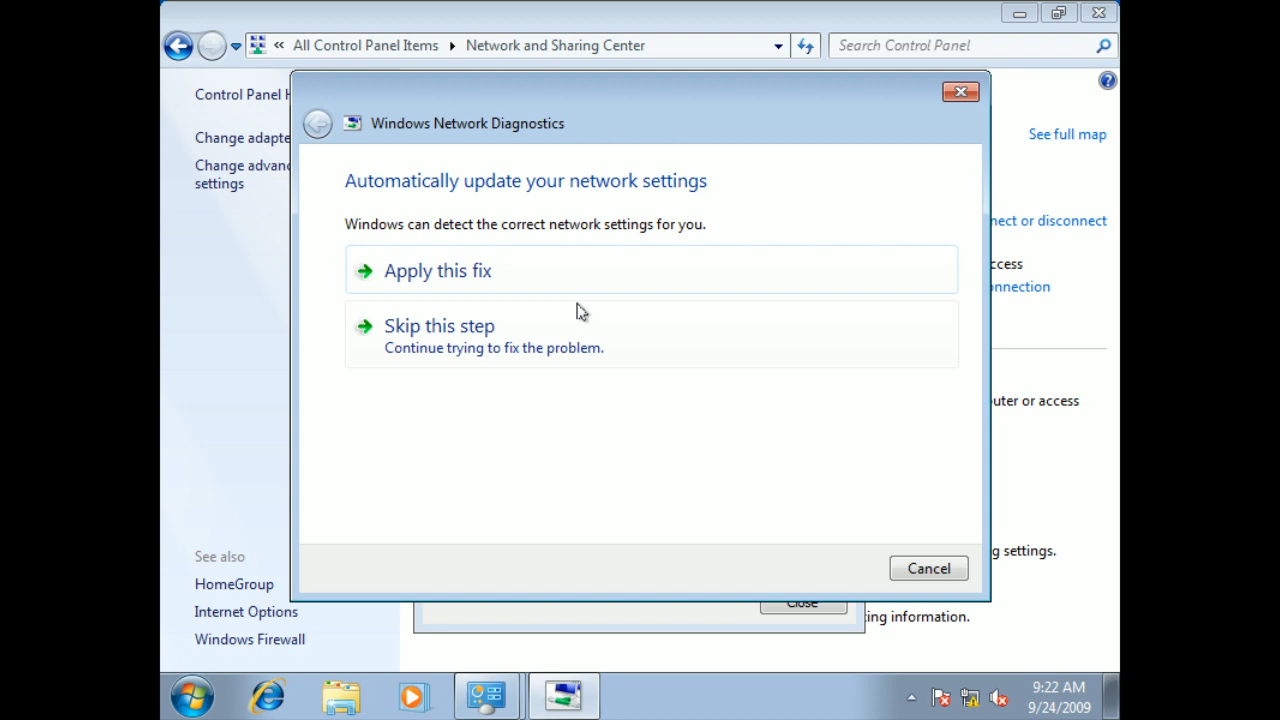 All Control Panel Items
Network and Sharing Center
Search Control Panel
Control Panel H
Change adapte
Change advanc
settings
See also
HomeGroup
Internet Options
Windows Firewall
Windows Network Diagnostics
Automatically update your network settings
Windows can detect the correct network settings for you.
Apply this fix
Skip this step
Continue trying to fix the problem.
Cancel
Close
See full map
nect or disconnect
ccess
onnection
uter or access
g settings.
ing information.
9:22 AM
9/24/2009